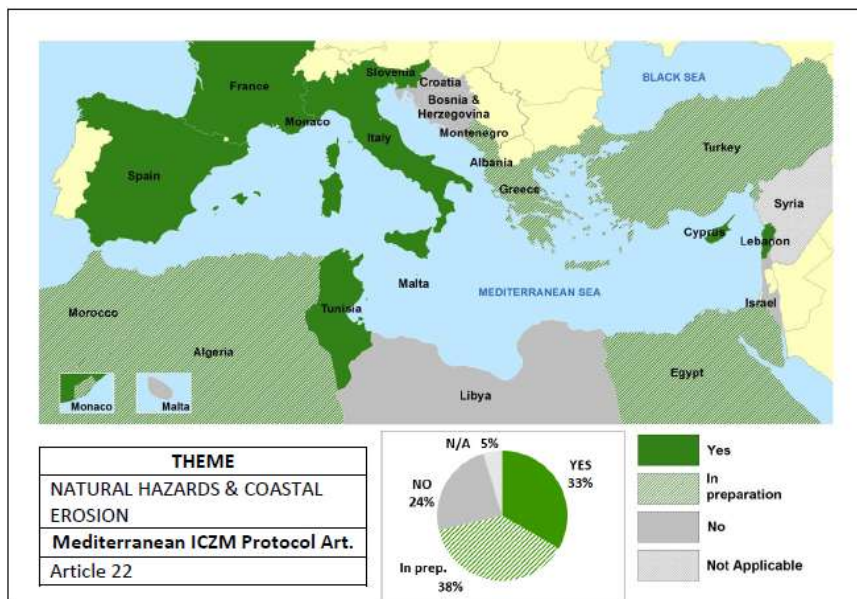 BLACK SEA
Slovenia
Croatia
France
Bosnia &
Herzegovina
Monaco
Montenegro
Italy
Turkey
Albania
Spain
Greece
Syria
Cyprus
Lebanon
Malta
MEDITERRANEAN SEA
Israel
Morocco
Tunisia
Algeria
Egypt
Libya
Monaco
Malta
THEME
NATURAL HAZARDS & COASTAL
EROSION
Mediterranean ICZM Protocol Art.
Article 22
N/A 5%
YES
33%
NO
24%
In prep.
38%
Yes
In
preparation
No
Not Applicable